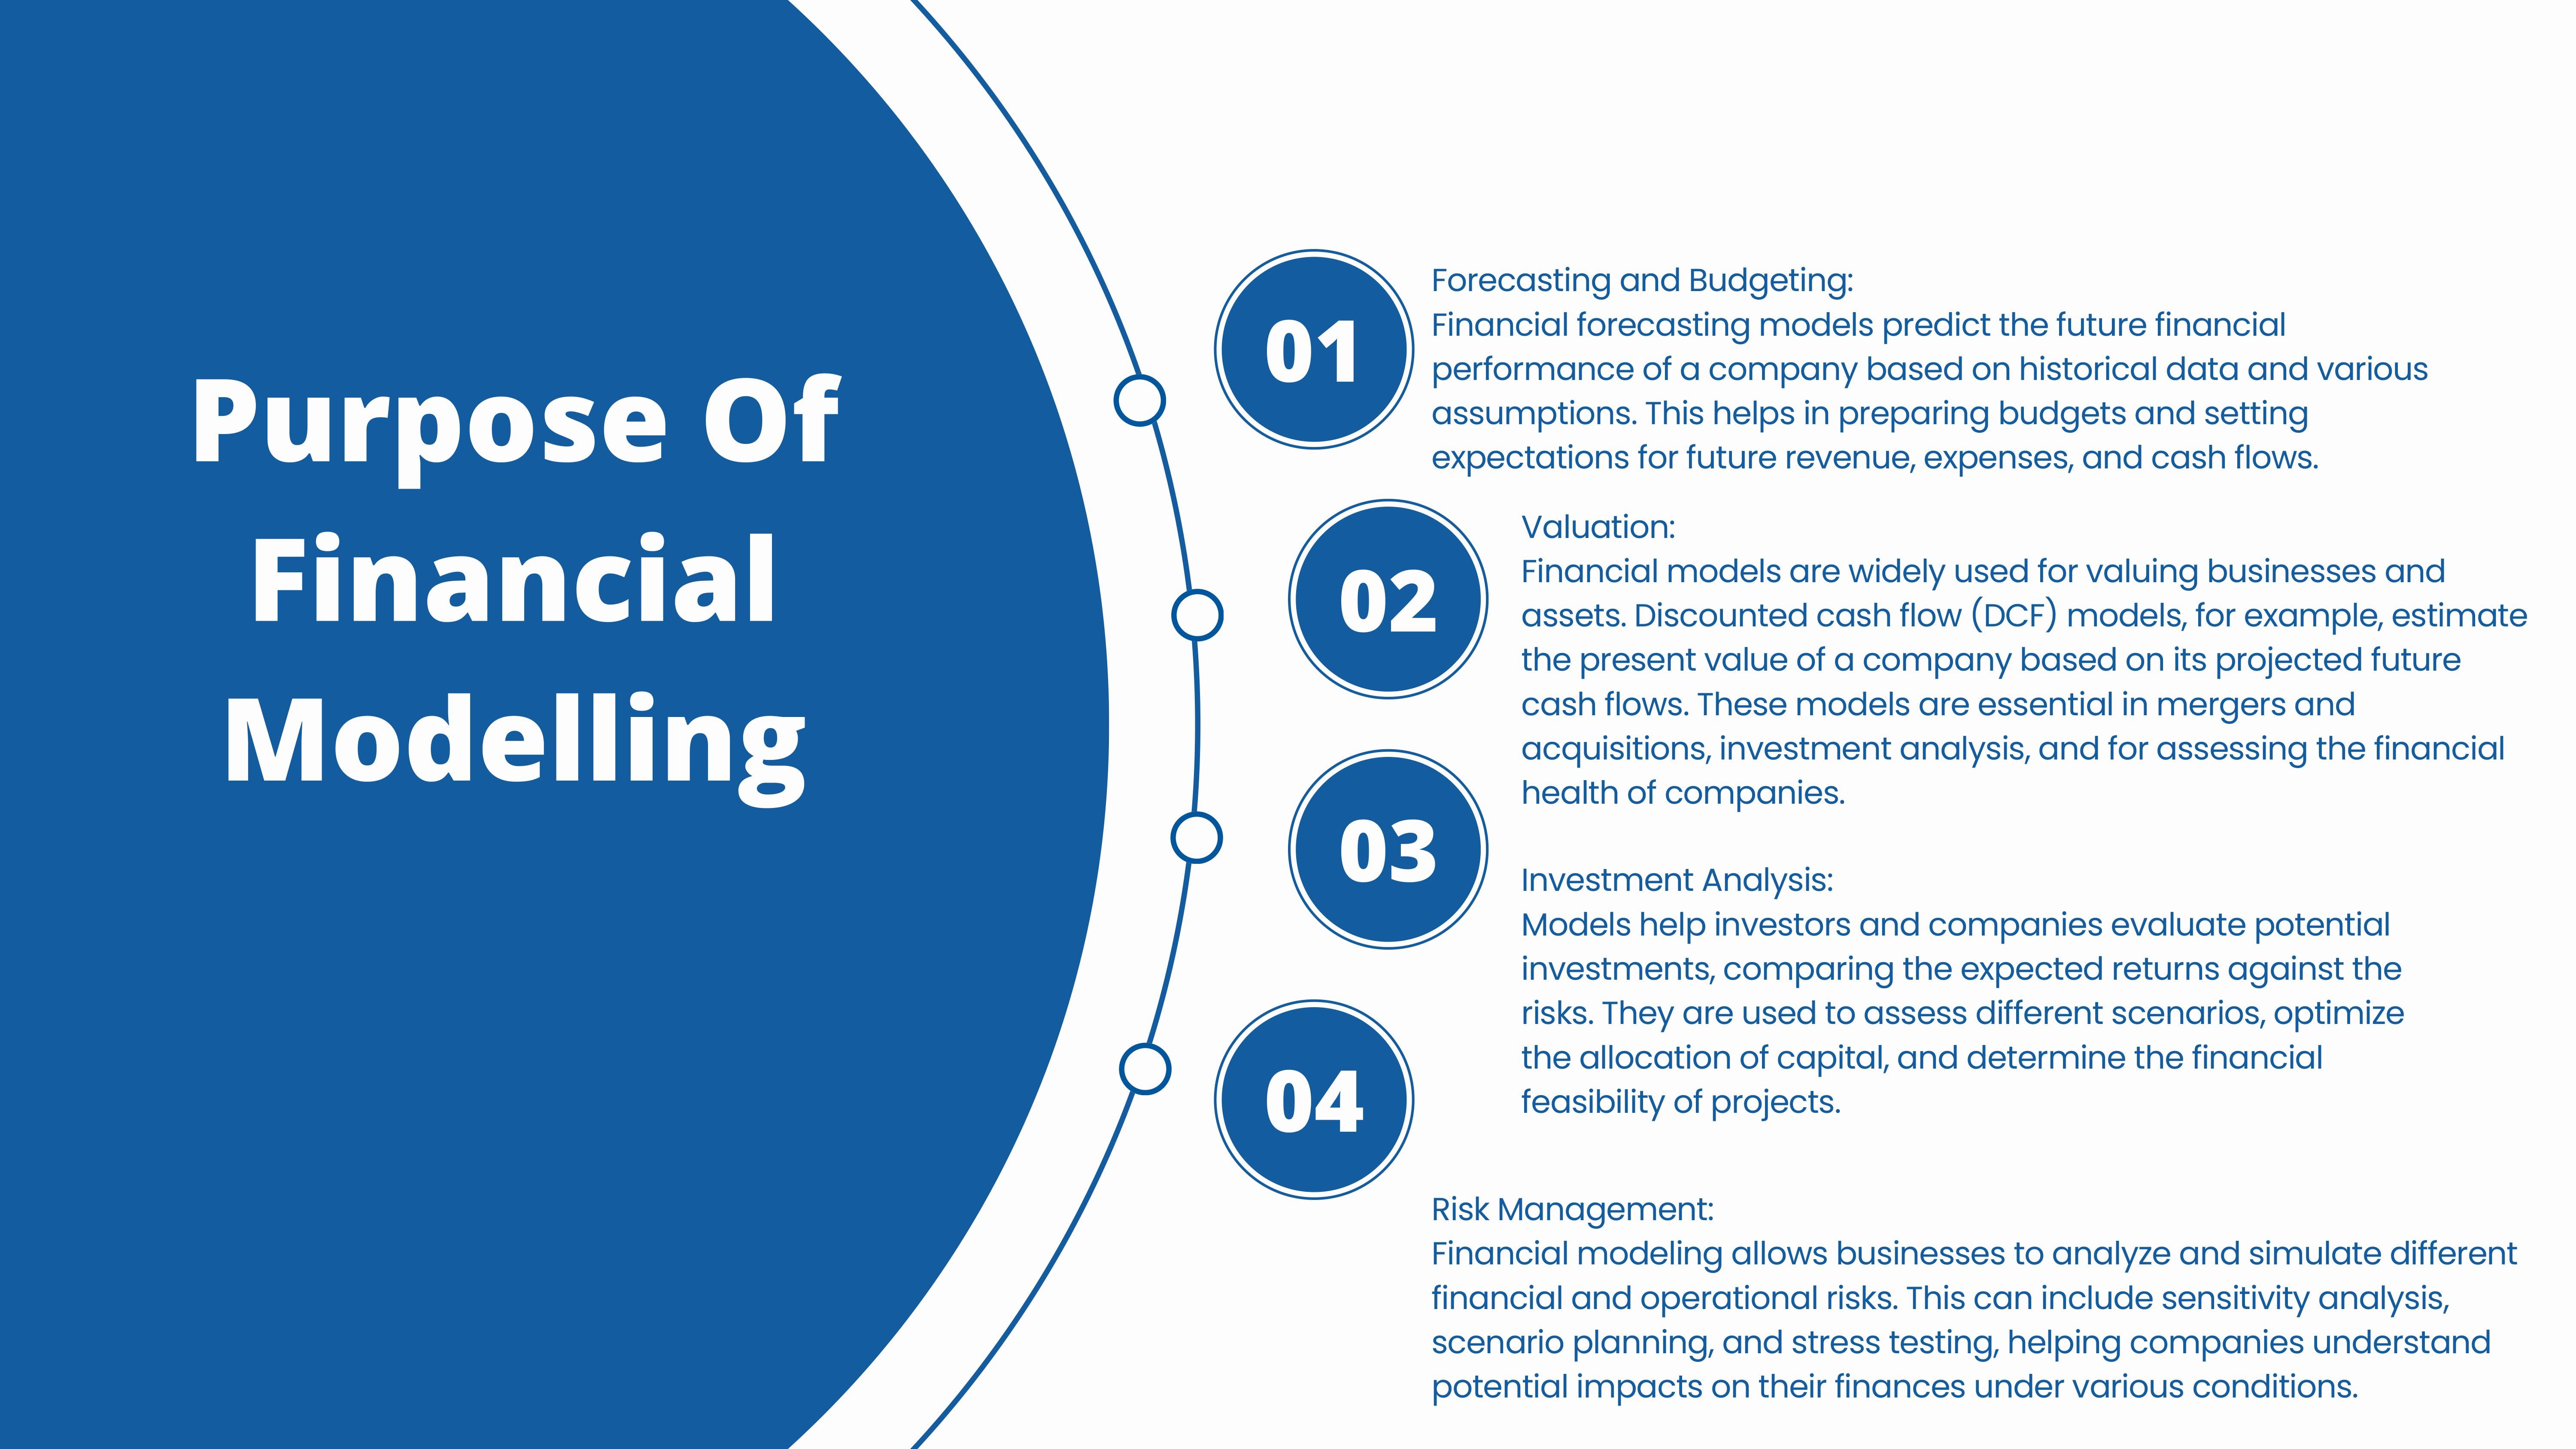 Purpose Of
Financial
Modelling
01
Forecasting and Budgeting:
Financial forecasting models predict the future financial
performance of a company based on historical data and various
assumptions. This helps in preparing budgets and setting
expectations for future revenue, expenses, and cash flows.
02
Valuation:
Financial models are widely used for valuing businesses and
assets. Discounted cash flow (DCF) models, for example, estimate
the present value of a company based on its projected future
cash flows. These models are essential in mergers and
acquisitions, investment analysis, and for assessing the financial
health of companies.
03
Investment Analysis:
Models help investors and companies evaluate potential
investments, comparing the expected returns against the
risks. They are used to assess different scenarios, optimize
the allocation of capital, and determine the financial
feasibility of projects.
04
Risk Management:
Financial modeling allows businesses to analyze and simulate different
financial and operational risks. This can include sensitivity analysis,
scenario planning, and stress testing, helping companies understand
potential impacts on their finances under various conditions.